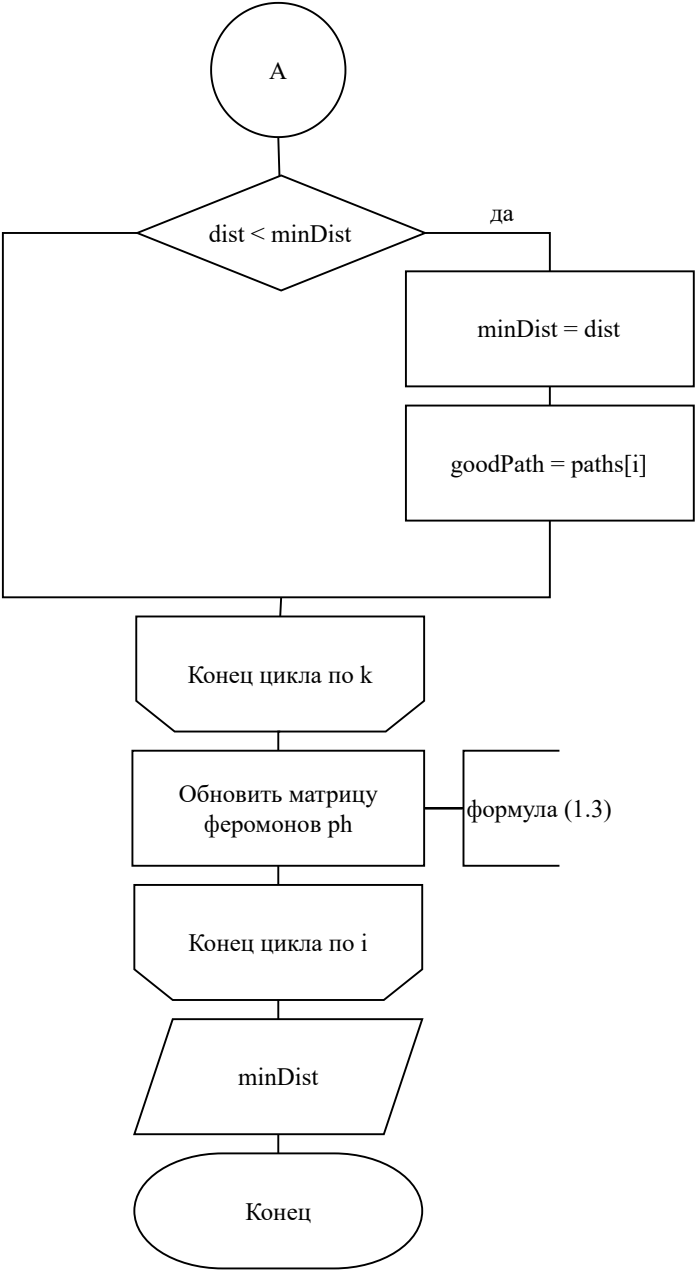 A
dist < minDist
да
minDist = dist
goodPath = paths[i]
Конец цикла по k
Обновить матрицу
феромонов ph
формула (1.3)
Конец цикла по i
minDist
Конец